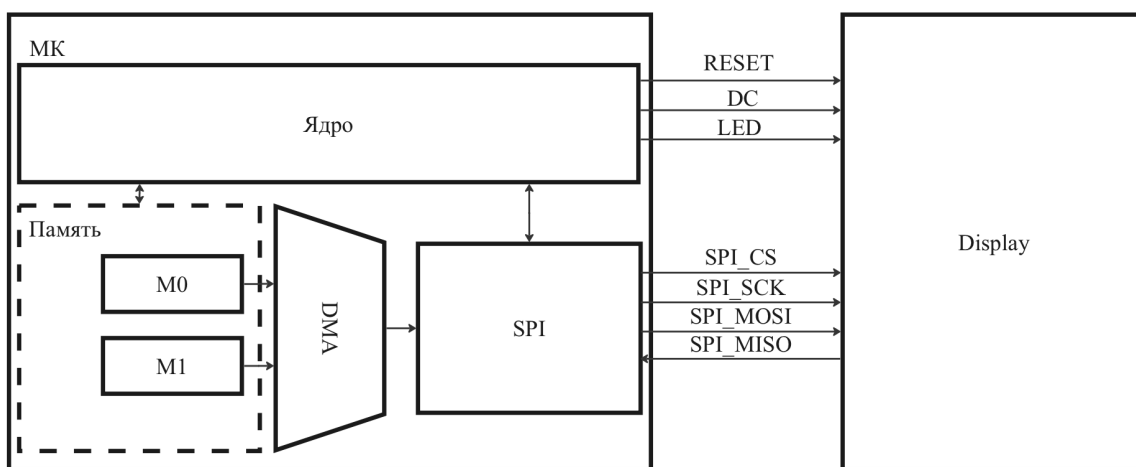 МК
Ядро
RESET
DC
LED
Память
M0
M1
DMA
SPI
SPI_CS
SPI_SCK
SPI_MOSI
SPI_MISO
Display